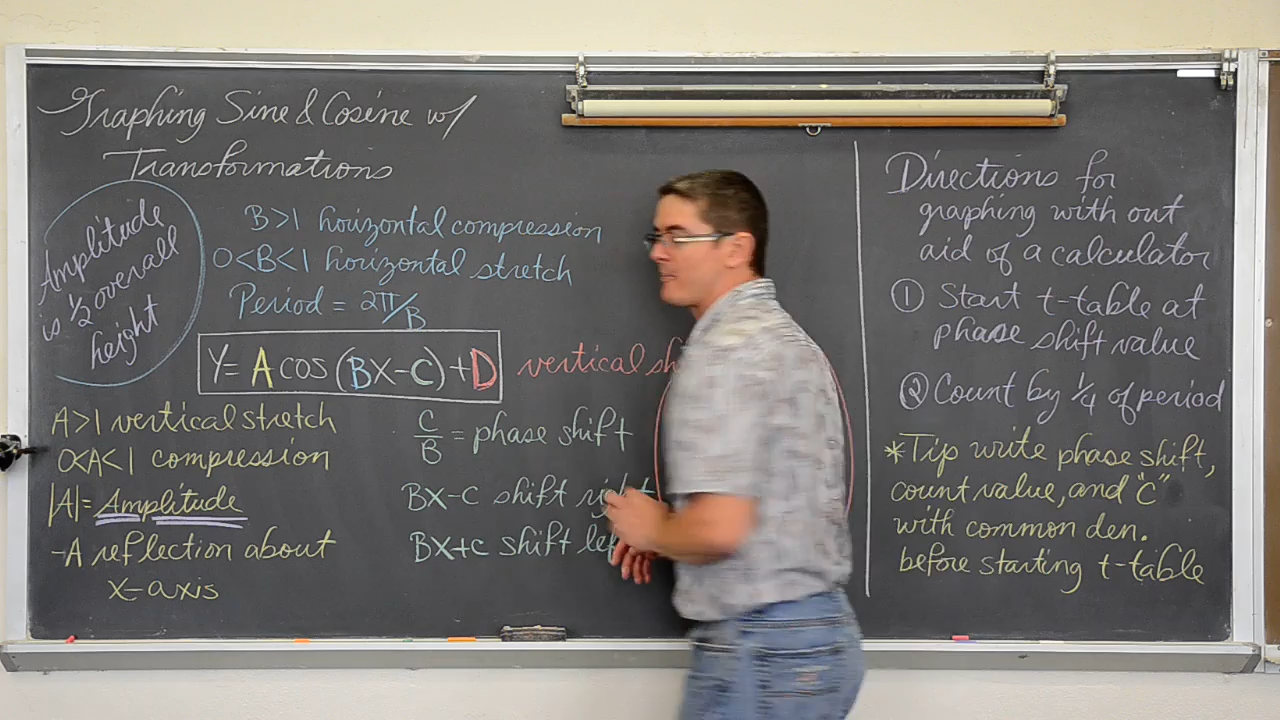 Graphing Sine & Cosine w/
Transformations
Amplitude
is 1/2 overall
height
B>1 horizontal compression
0<B<1 horizontal stretch
Period = 2π/B
Y= A cos (BX-C)+D
vertical sh
A>1 vertical stretch
0<A<1 compression
|A|= Amplitude
-A reflection about
x-axis
C/B = phase shift
BX-C shift right
BX+C shift lef
Directions for
graphing with out
aid of a calculator
① Start t-table at
phase shift value
② Count by 1/4 of period
*Tip write phase shift,
count value, and "C"
with common den.
before starting t-table